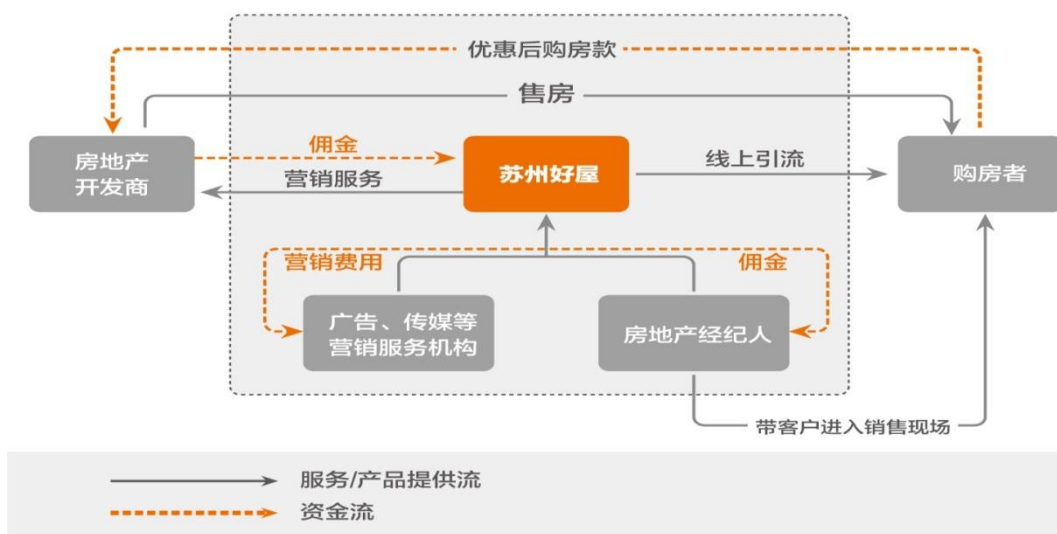 优惠后购房款
售房
房地产
开发商
佣金
营销服务
苏州好屋
线上引流
购房者
营销费用
佣金
广告、传媒等
营销服务机构
房地产经纪人
带客户进入销售现场
服务/产品提供流
资金流